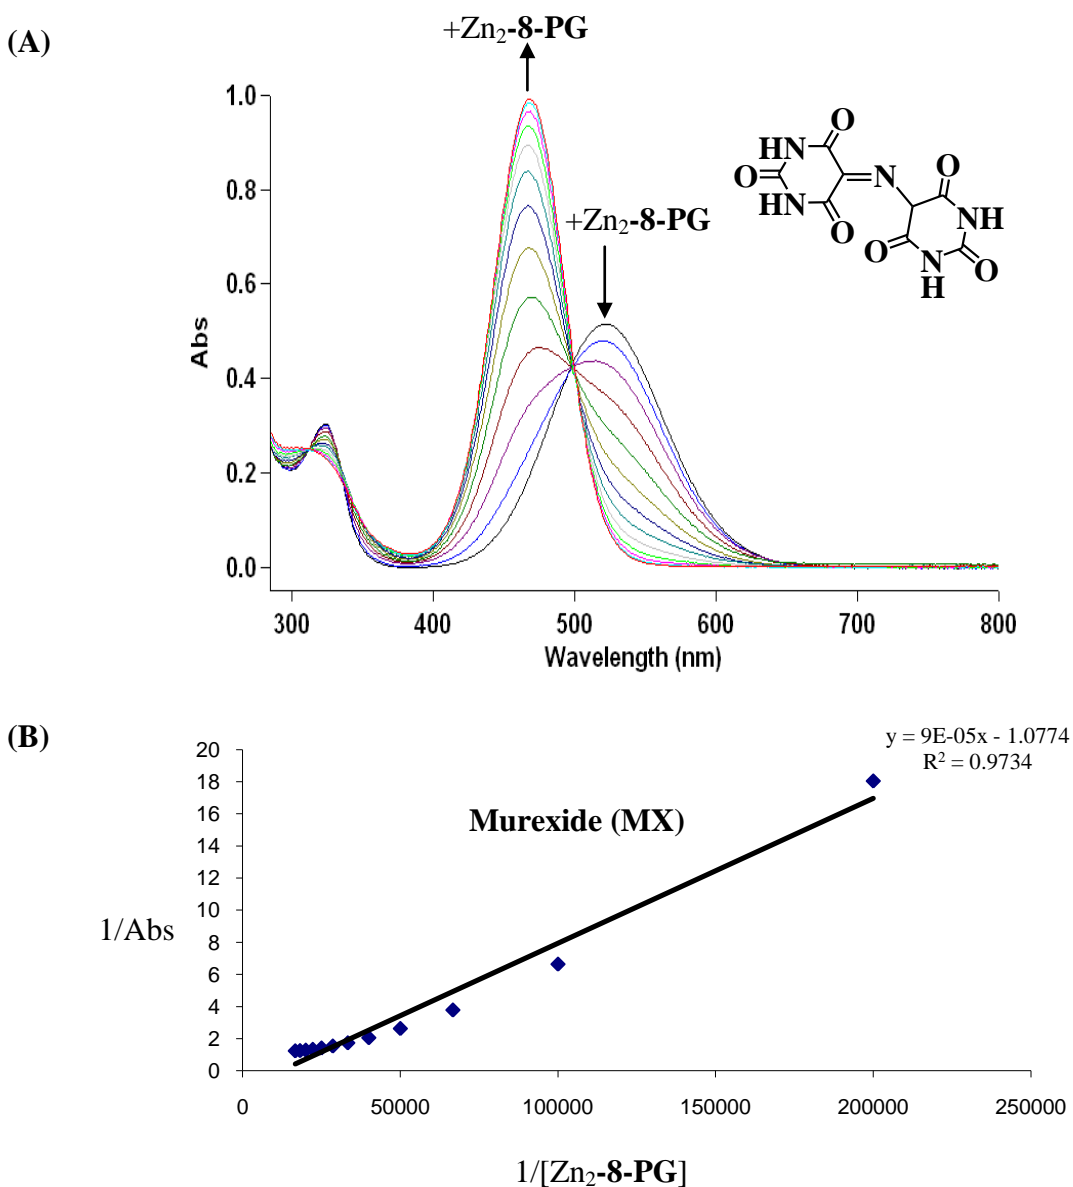 (A)
+Zn₂-8-PG
+Zn₂-8-PG
1.0
0.8
0.6
0.4
0.2
0.0
Abs
300 400 500 600 700 800
Wavelength (nm)
O
HN
O
HN
O
N
O
NH
O
N
H
O
(B)
y = 9E-05x - 1.0774
R² = 0.9734
Murexide (MX)
20
18
16
14
12
10
8
6
4
2
0
1/Abs
0 50000 100000 150000 200000 250000
1/[Zn₂-8-PG]